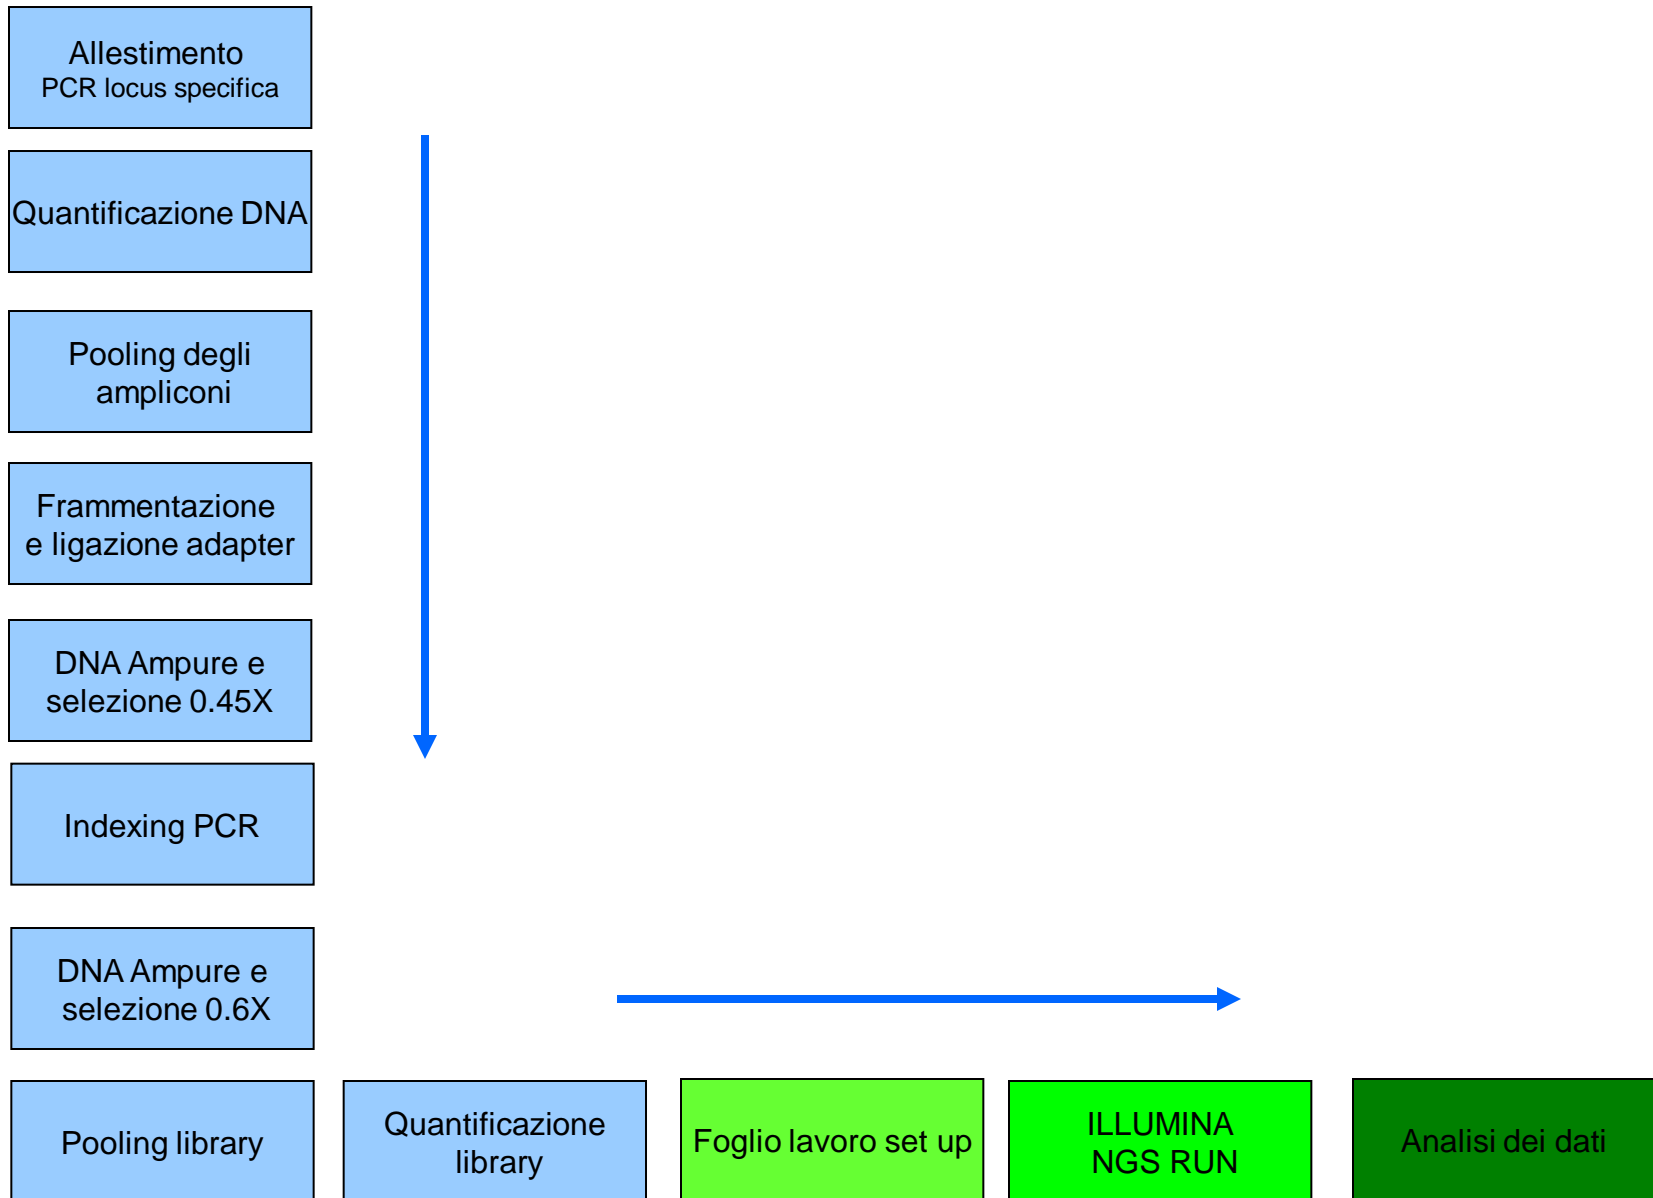 Allestimento
PCR locus specifica
Quantificazione DNA
Pooling degli
ampliconi
Frammentazione
e ligazione adapter
DNA Ampure e
selezione 0.45X
Indexing PCR
DNA Ampure e
selezione 0.6X
Pooling library
Quantificazione
library
Foglio lavoro set up
ILLUMINA
NGS RUN
Analisi dei dati